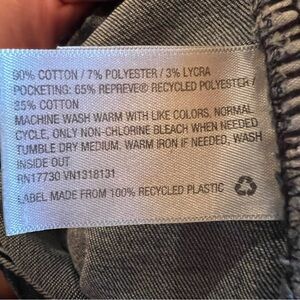 90% COTTON / 7% POLYESTER / 3% LYCRA
POCKETING: 65% REPREVE® RECYCLED POLYESTER /
35% COTTON
MACHINE WASH WARM WITH LIKE COLORS, NORMAL
CYCLE, ONLY NON-CHLORINE BLEACH WHEN NEEDED
TUMBLE DRY MEDIUM, WARM IRON IF NEEDED, WASH
INSIDE OUT
RN17730 VN1318131
LABEL MADE FROM 100% RECYCLED PLASTIC